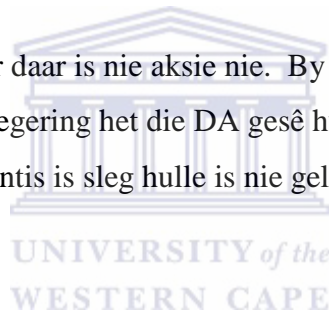 daar is nie aksie nie. By
egering het die DA gesê
ntis is sleg hulle is nie
UNIVERSITY of the
WESTERN CAPE